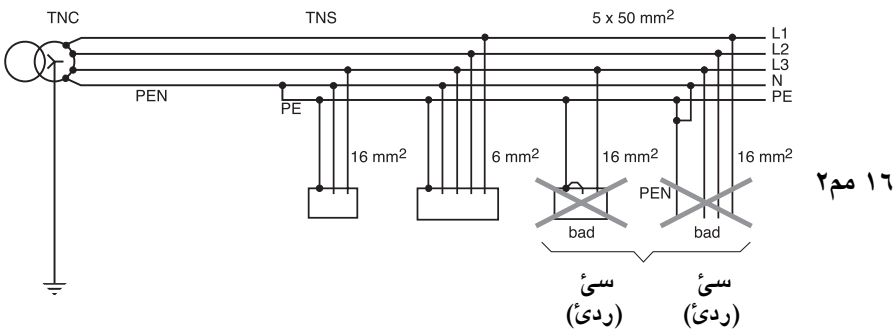 TNC
TNS
5 x 50 mm2
L1
L2
L3
N
PE
PEN
PE
16 mm2
6 mm2
16 mm2
PEN
16 mm2
١٦ مم٢
bad
bad
سئ
(ردئ)
سئ
(ردئ)